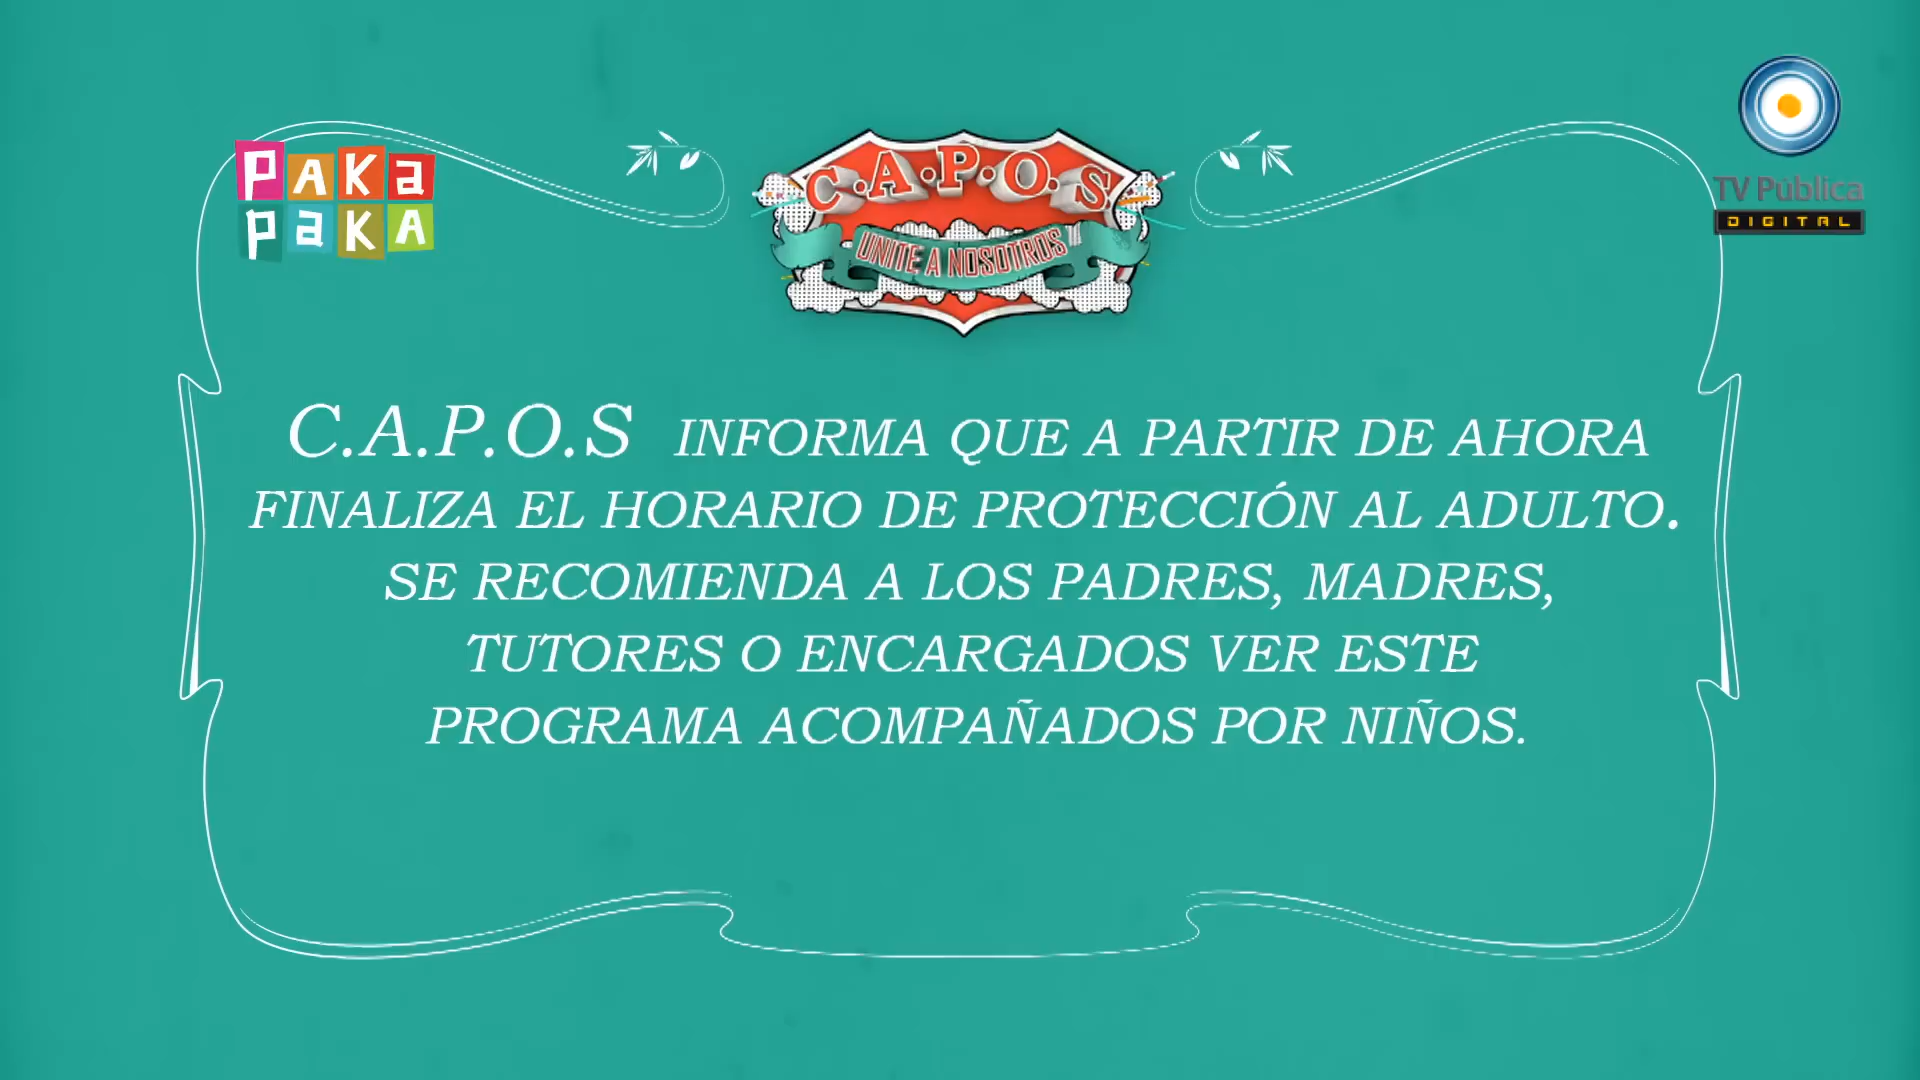 PAKA
PAKA
TV Pública
DIGITAL
C.A.P.O.S.
UNITE A NOSOTROS
C.A.P.O.S INFORMA QUE A PARTIR DE AHORA
FINALIZA EL HORARIO DE PROTECCIÓN AL ADULTO.
SE RECOMIENDA A LOS PADRES, MADRES,
TUTORES O ENCARGADOS VER ESTE
PROGRAMA ACOMPAÑADOS POR NIÑOS.